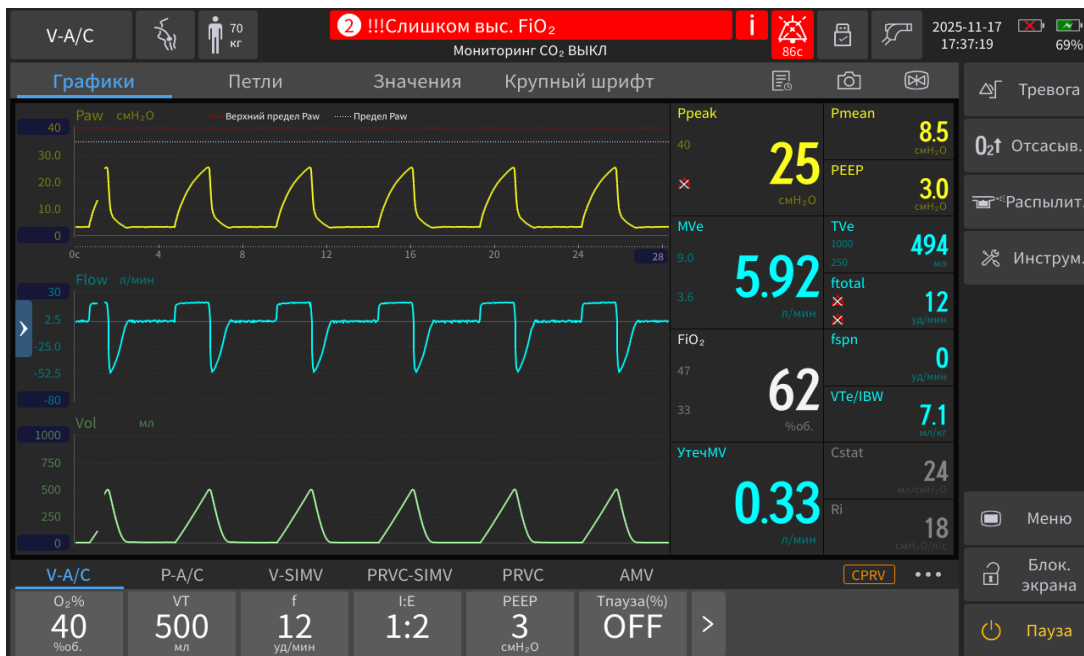 V-A/C
70
кг
2 !!!Слишком выс. FiO₂
Мониторинг CO₂ ВЫКЛ
i
86с
2025-11-17
17:37:19
69%
Графики
Петли
Значения
Крупный шрифт
Тревога
O₂↑ Отсасыв.
Распылит.
Инструм.
Меню
Блок.
экрана
Пауза
Paw смH₂O
Верхний предел Paw
Предел Paw
40
30.0
20.0
10.0
0
0с 4 8 12 16 20 24 28
Flow л/мин
30
2.5
-25.0
-52.5
-80
Vol мл
1000
750
500
250
0
Ppeak
40
25
смH₂O
Pmean
8.5
смH₂O
PEEP
3.0
смH₂O
MVe
9.0
3.6
5.92
л/мин
TVe
1000
250
494
мл
ftotal
12
уд/мин
FiO₂
47
33
62
%об.
fspn
0
уд/мин
VTe/IBW
7.1
мл/кг
УтечMV
0.33
л/мин
Cstat
24
мл/смH₂O
Ri
18
смH₂O/л/с
V-A/C
P-A/C
V-SIMV
PRVC-SIMV
PRVC
AMV
CPRV
O₂%
40
%об.
VT
500
мл
f
12
уд/мин
I:E
1:2
PEEP
3
смH₂O
Tпауза(%)
OFF